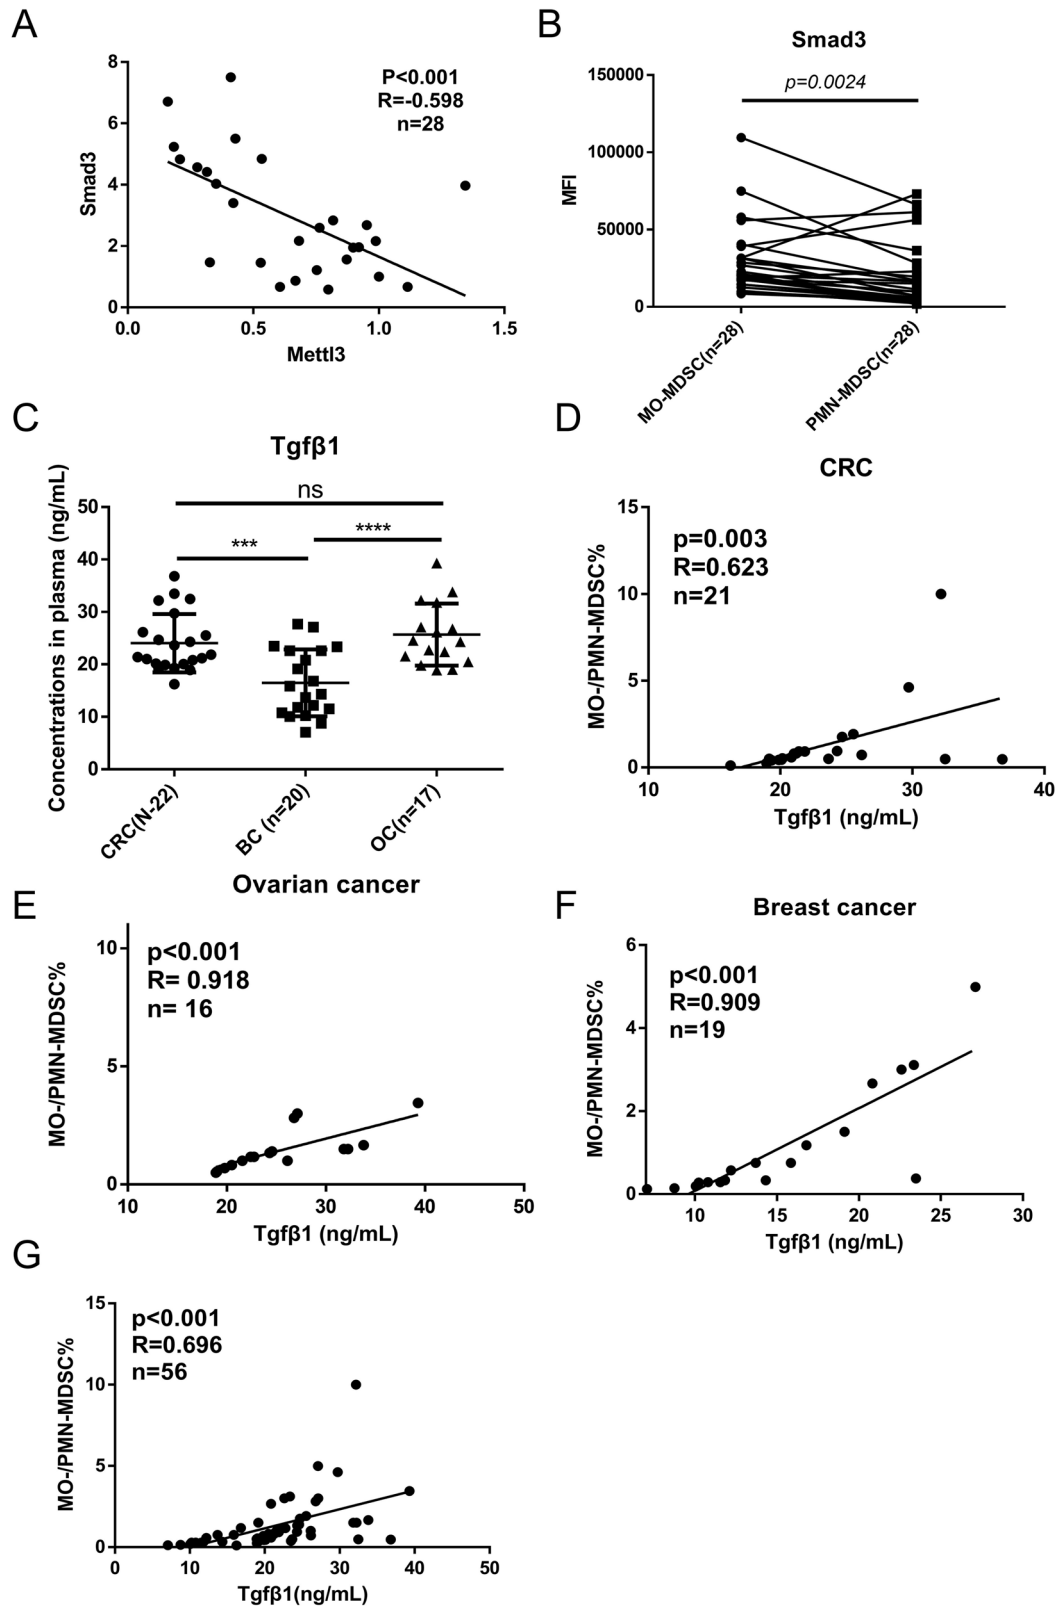 A
8
6
4
2
0
Smad3
P<0.001
R=-0.598
n=28
0.0
0.5
1.0
1.5
Mettl3
B
Smad3
p=0.0024
150000
100000
50000
0
MFI
MO-MDSC(n=28)
PMN-MDSC(n=28)
C
Tgfβ1
ns
***
****
50
40
30
20
10
0
Concentrations in plasma (ng/mL)
CRC(N-22)
BC (n=20)
OC(n=17)
D
CRC
15
10
5
0
MO-/PMN-MDSC%
p=0.003
R=0.623
n=21
10
20
30
40
Tgfβ1 (ng/mL)
E
Ovarian cancer
10
5
0
MO-/PMN-MDSC%
p<0.001
R= 0.918
n= 16
10
20
30
40
50
Tgfβ1 (ng/mL)
F
Breast cancer
6
4
2
0
MO-/PMN-MDSC%
p<0.001
R=0.909
n=19
10
15
20
25
30
Tgfβ1 (ng/mL)
G
15
10
5
0
MO-/PMN-MDSC%
p<0.001
R=0.696
n=56
0
10
20
30
40
50
Tgfβ1(ng/mL)